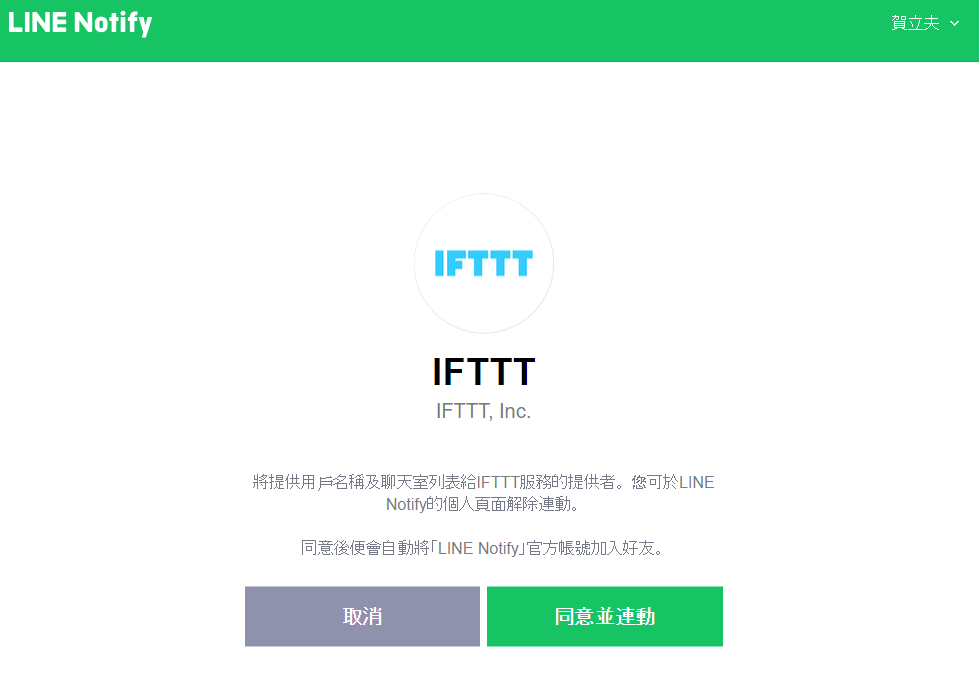 LINE Notify
賀立夫
IFTTT
IFTTT
IFTTT, Inc.
將提供用戶名稱及聊天室列表給IFTTT服務的提供者。您可於LINE
Notify的個人頁面解除連動。
同意後便會自動將「LINE Notify」官方帳號加入好友。
取消
同意並連動